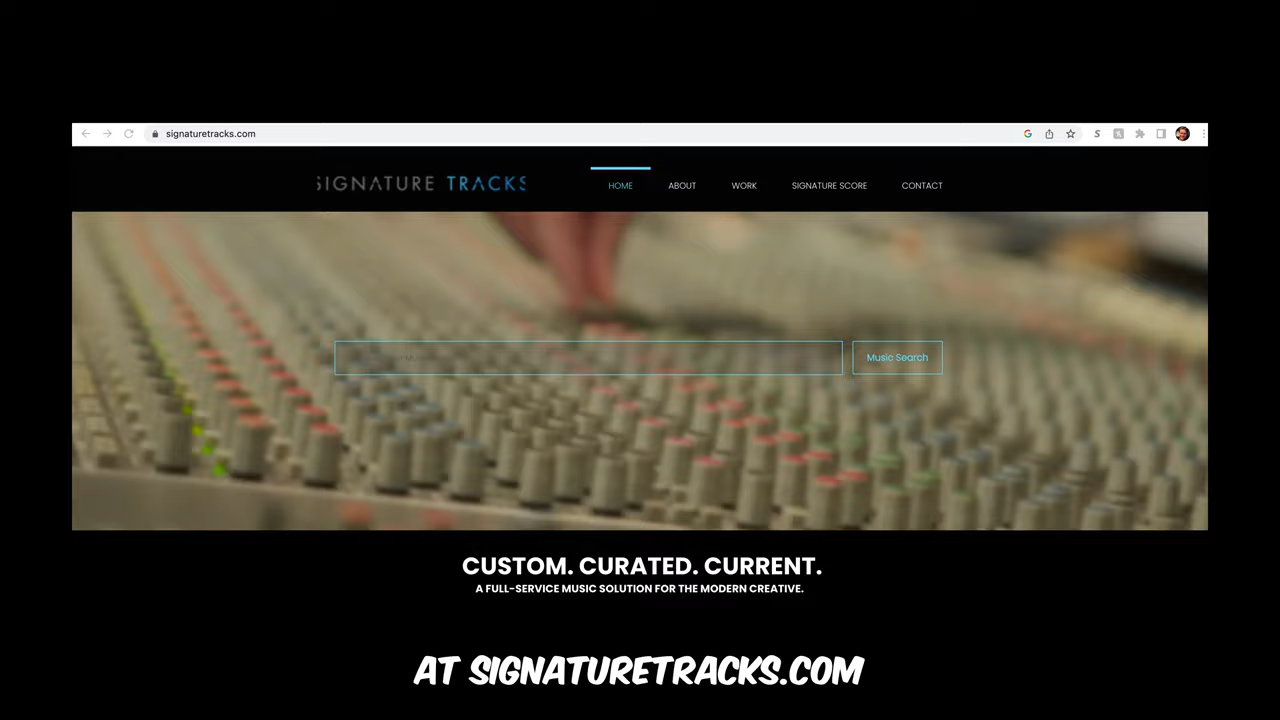 signaturetracks.com
SIGNATURE TRACKS
HOME
ABOUT
WORK
SIGNATURE SCORE
CONTACT
Music Search
CUSTOM. CURATED. CURRENT.
A FULL-SERVICE MUSIC SOLUTION FOR THE MODERN CREATIVE.
AT SIGNATURETRACKS.COM